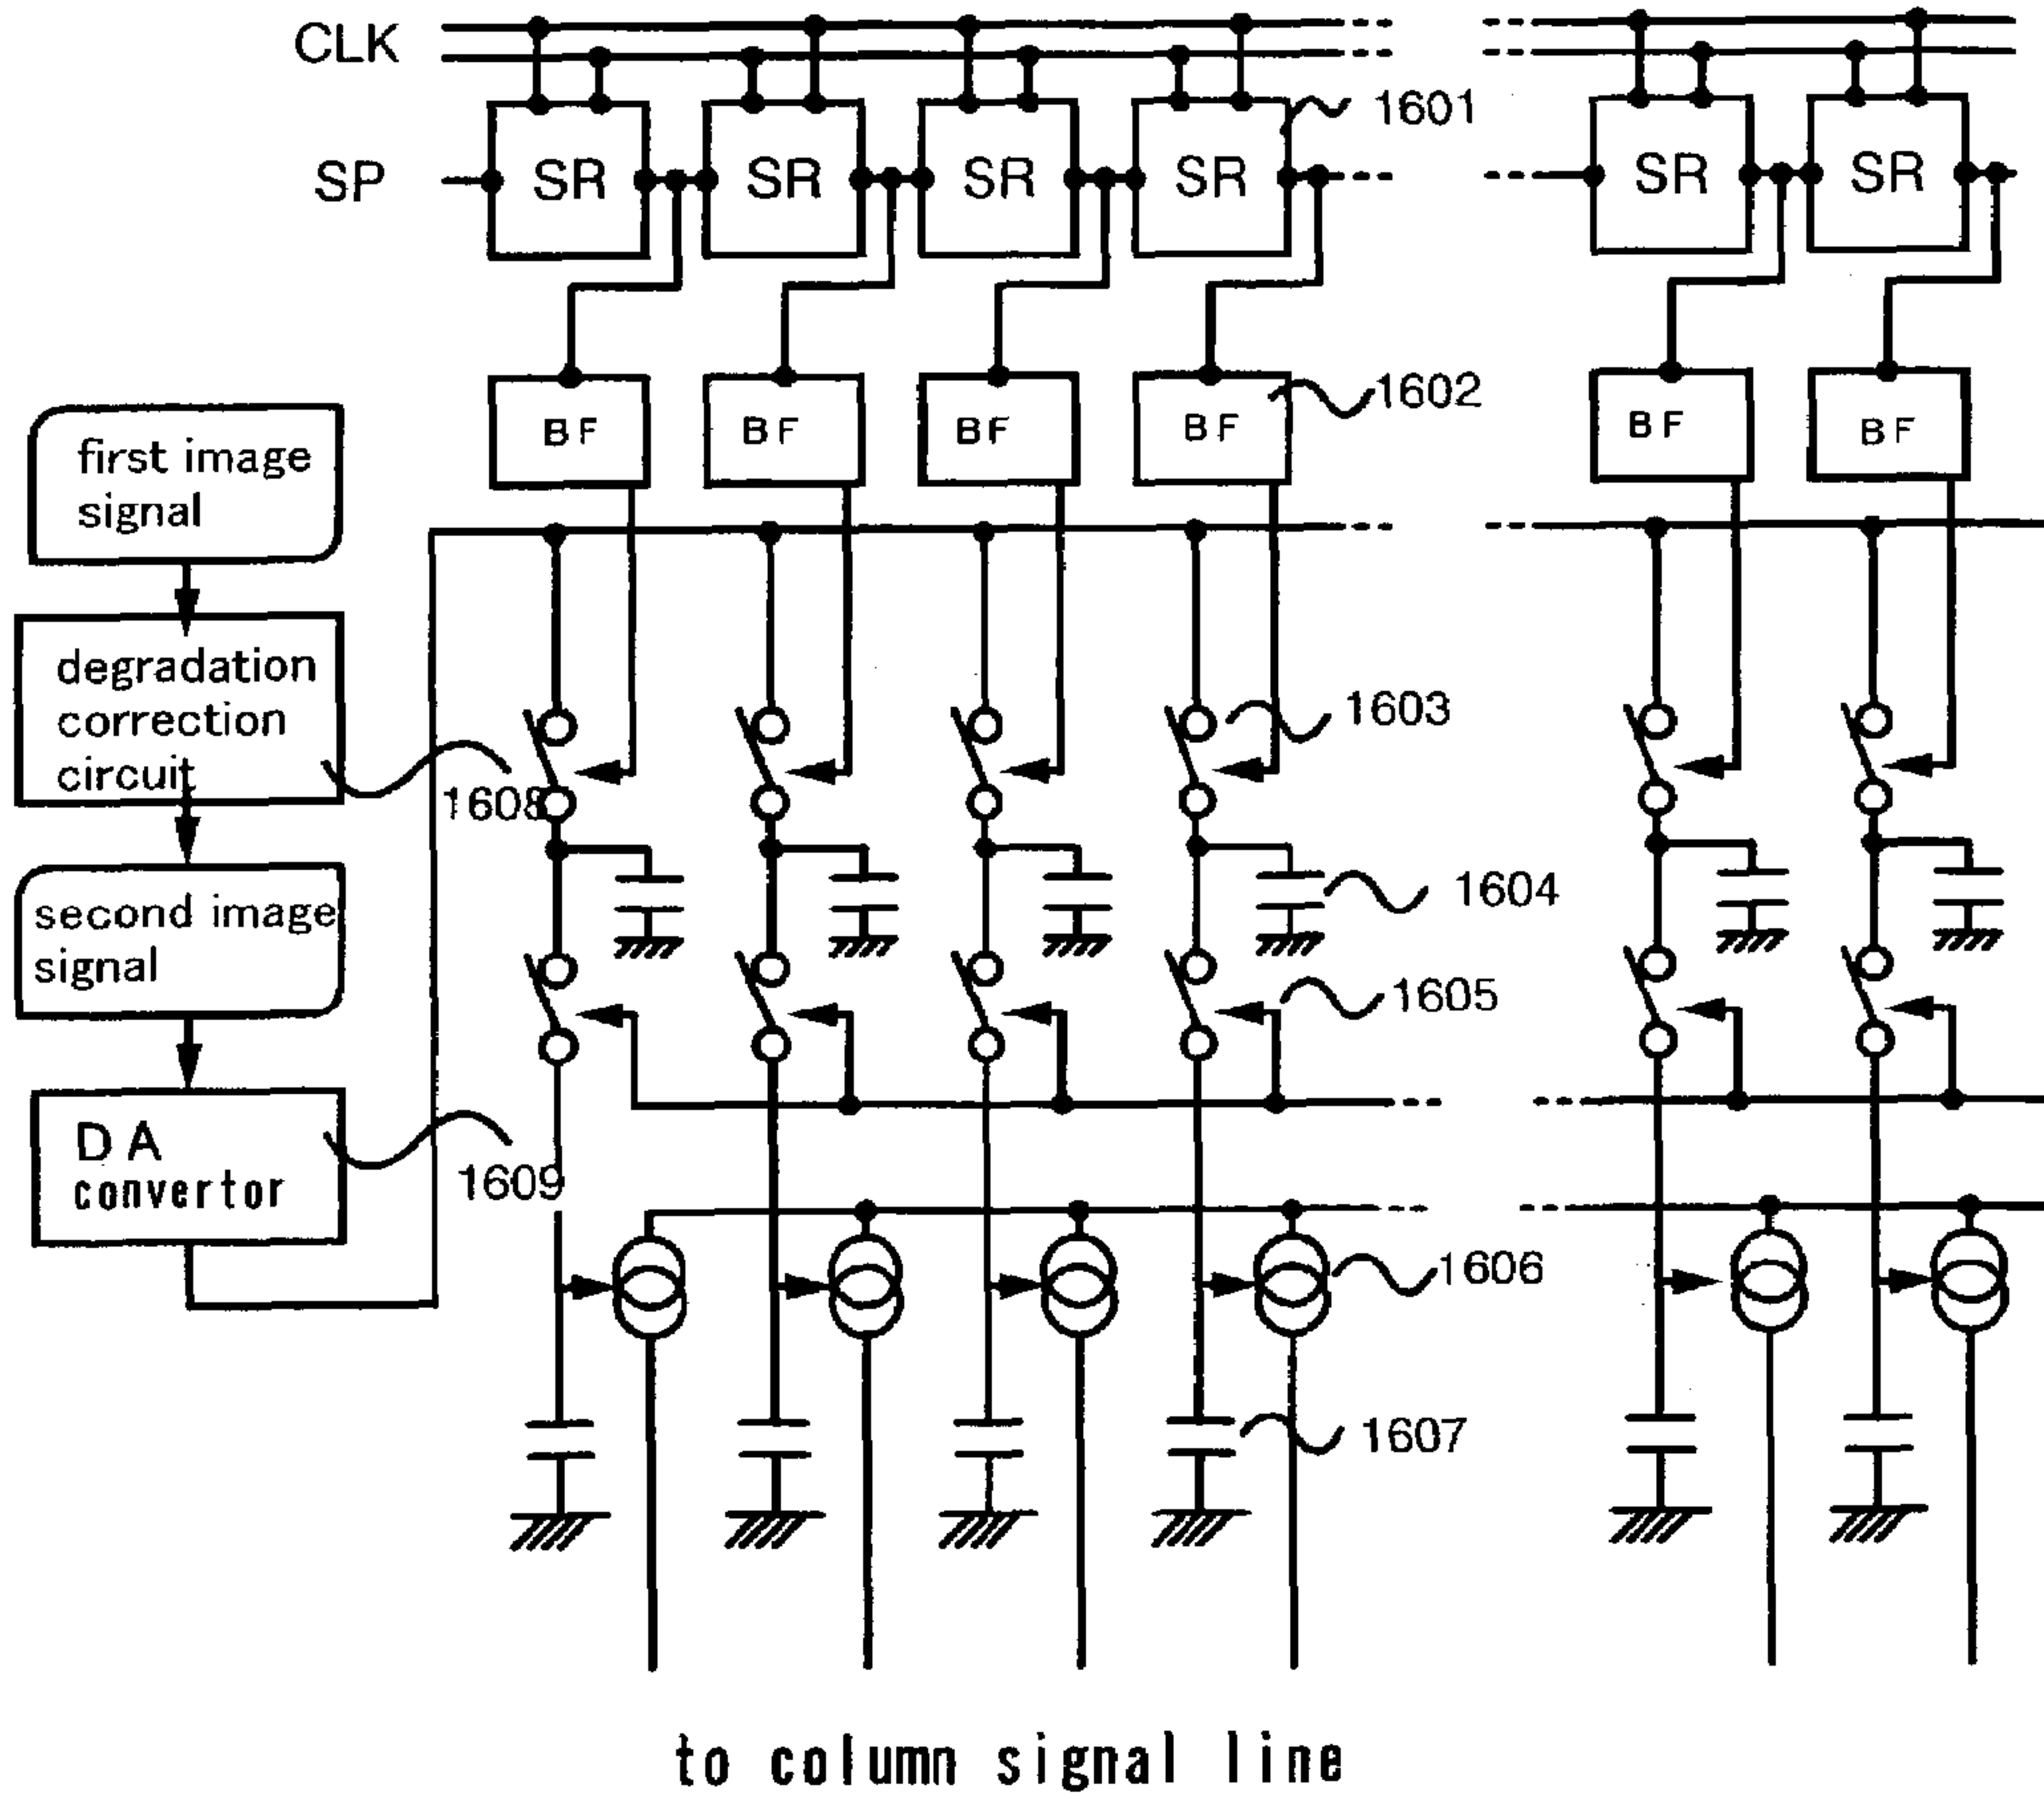 CLK
1601
SP
SR SR SR SR SR SR
1602
BF BF BF BF BF BF
first image
signal
degradation
correction
circuit
1603
1608
1604
second image
signal
1605
DA
convertor
1609
1606
1607
to column signal line